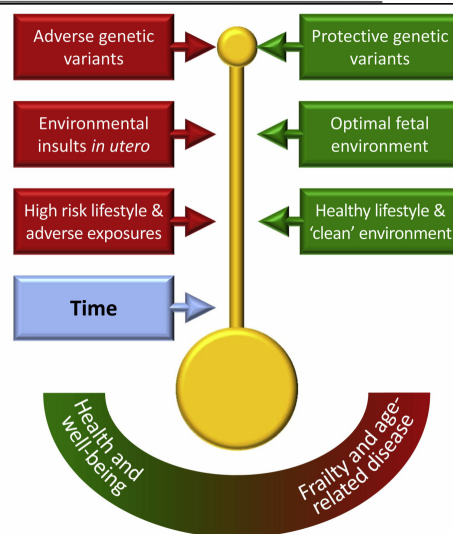 Adverse genetic
variants
Protective genetic
variants
Environmental
insults in utero
Optimal fetal
environment
High risk lifestyle &
adverse exposures
Healthy lifestyle &
‘clean’ environment
Time
Health and
well-being
Frailty and age-
related disease